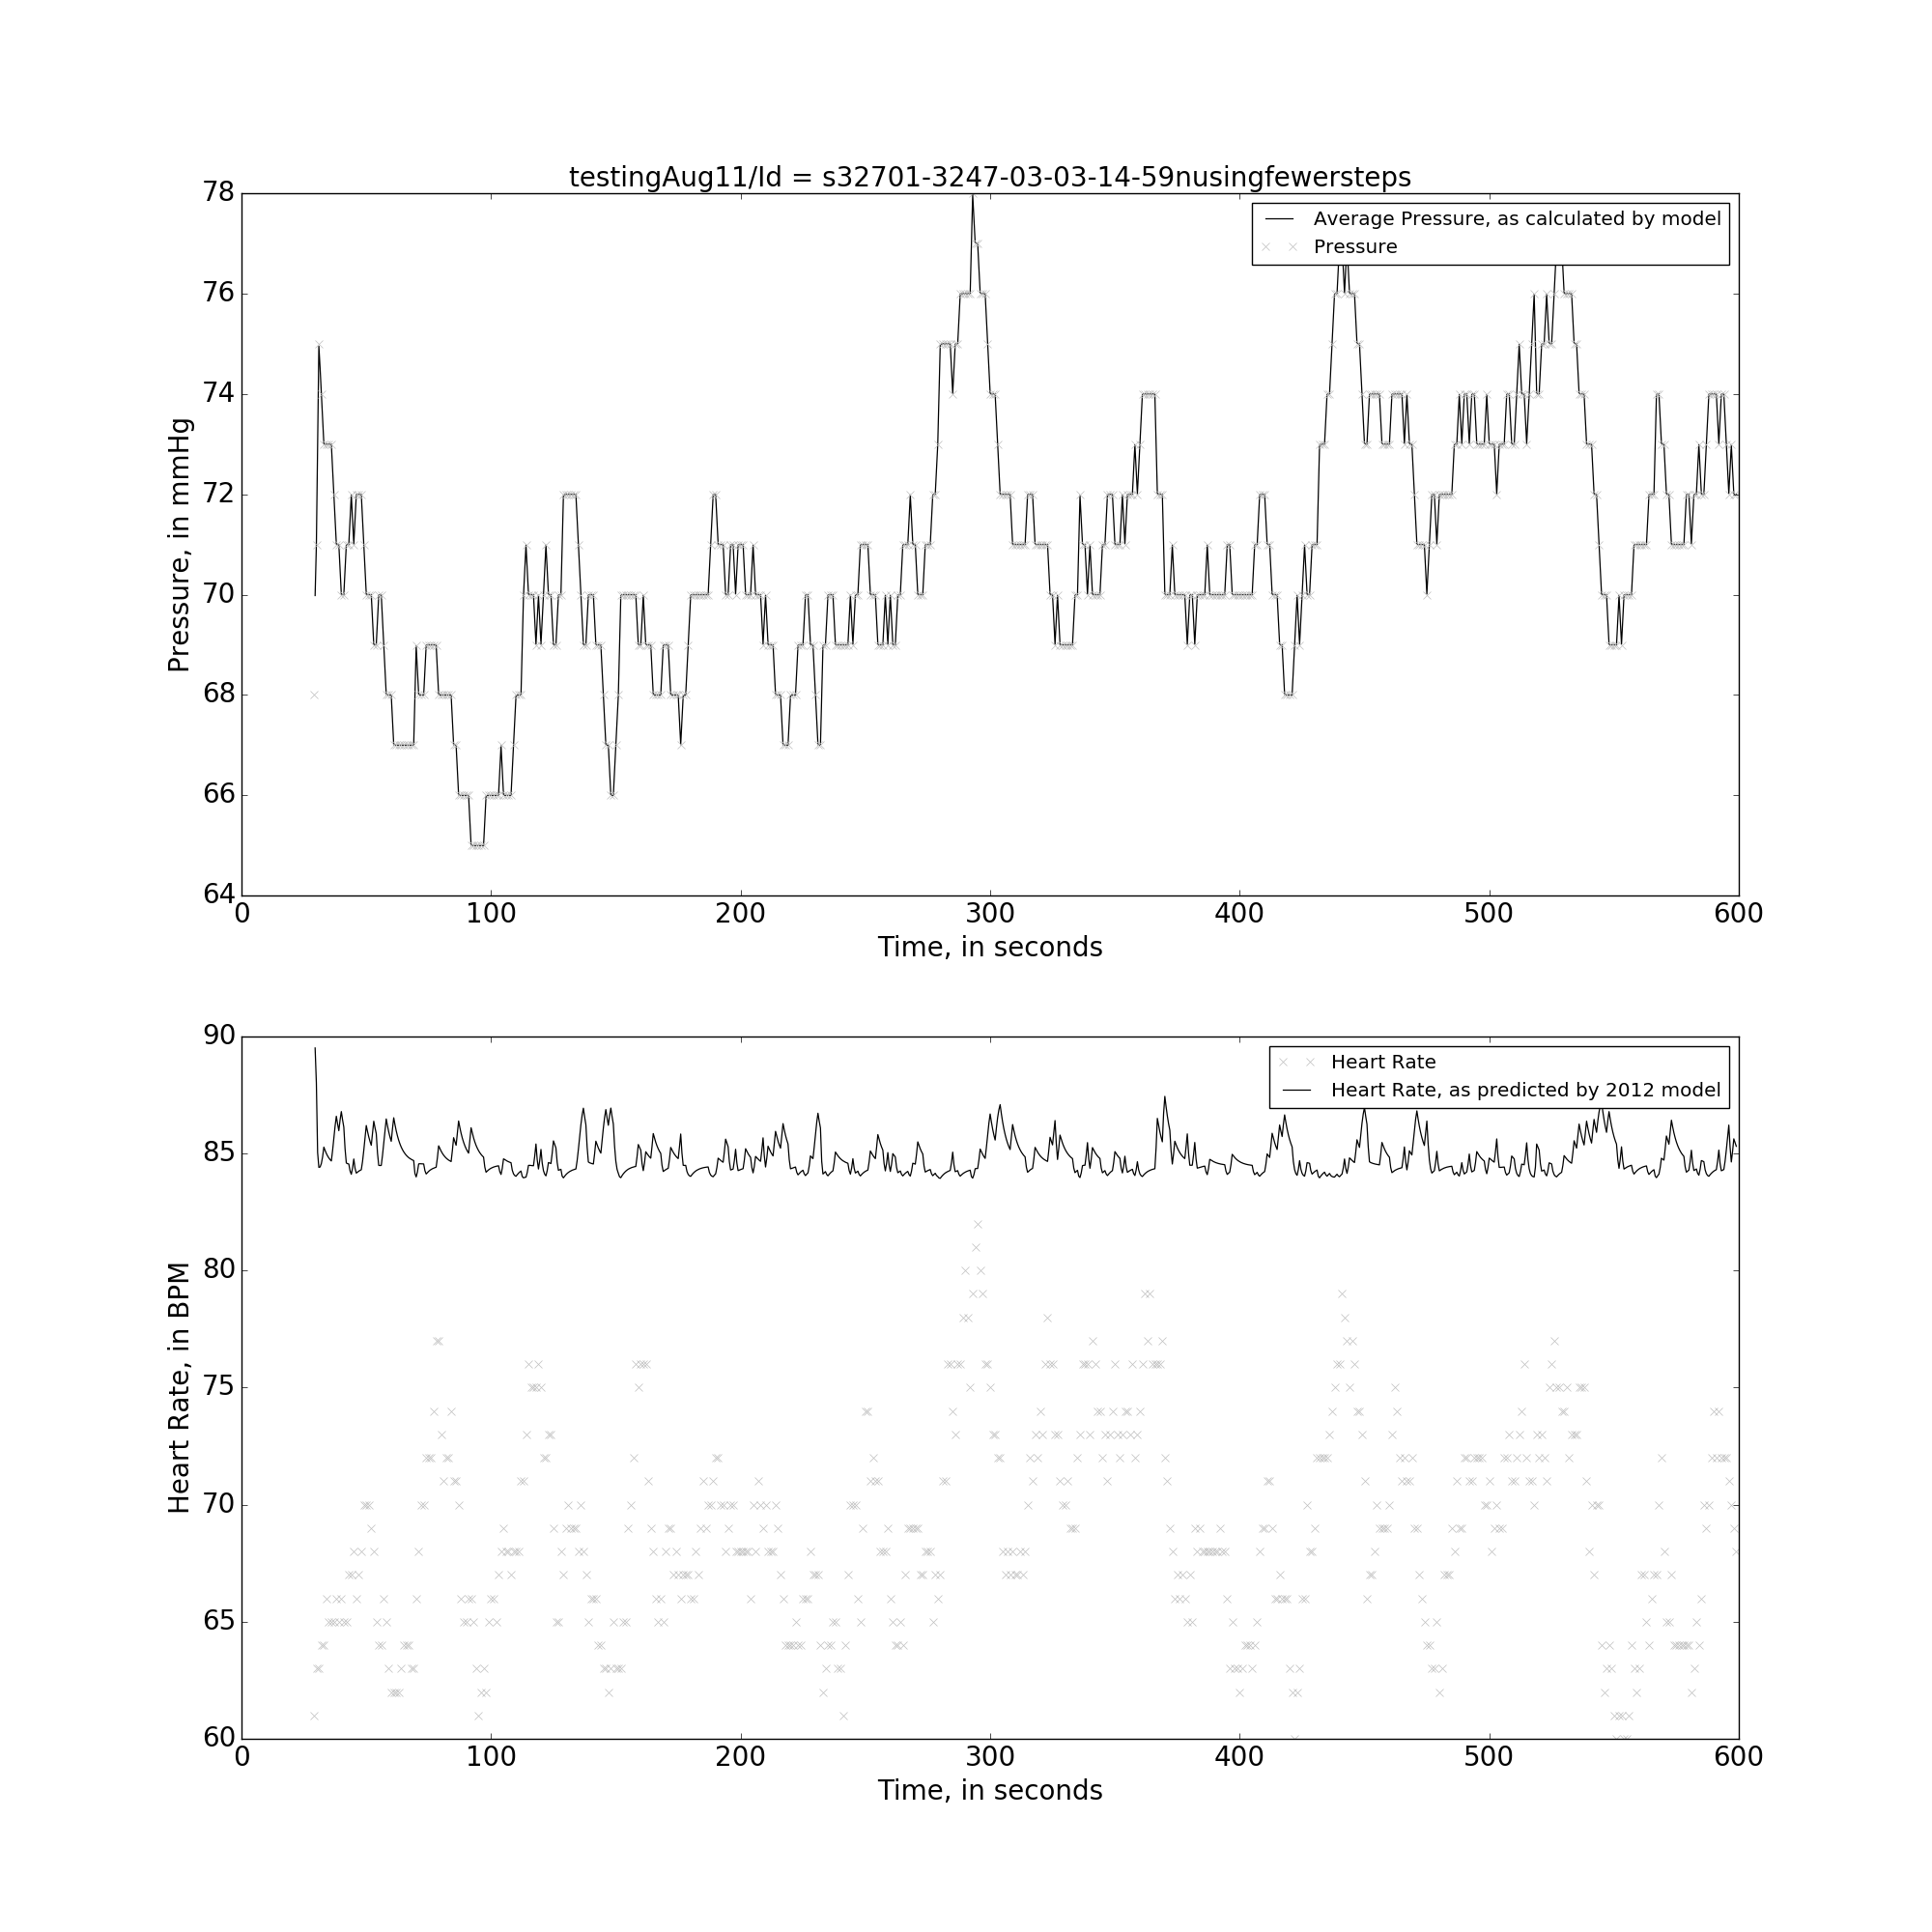 testingAug11/Id = s32701-3247-03-03-14-59nusingfewersteps
Average Pressure, as calculated by model
Pressure
Pressure, in mmHg
78
76
74
72
70
68
66
64
0 100 200 300 400 500 600
Time, in seconds
Heart Rate
Heart Rate, as predicted by 2012 model
Heart Rate, in BPM
90
85
80
75
70
65
60
0 100 200 300 400 500 600
Time, in seconds